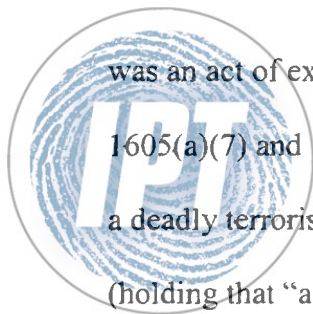 was an act of ex
1605(a)(7) and
IPT
a deadly terroris
(holding that “a